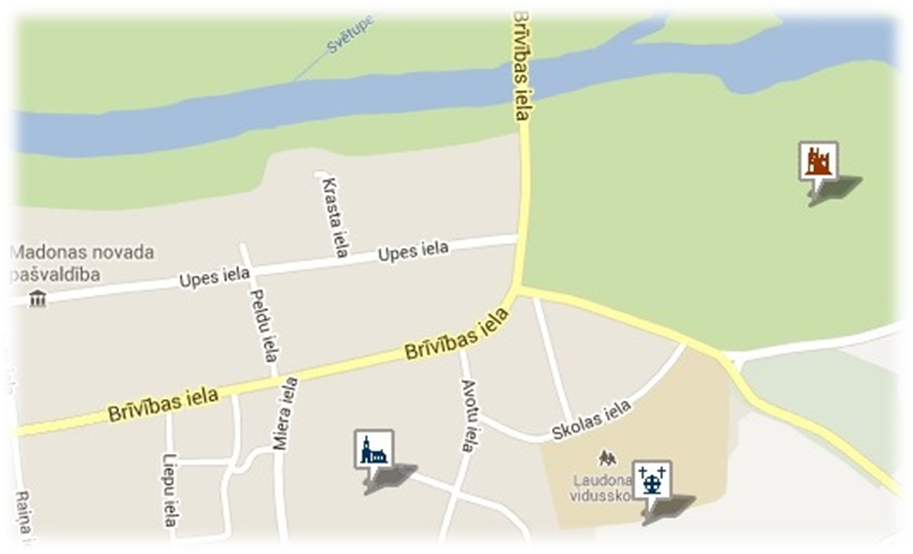 Svētupe
Brīvības iela
Krasta iela
Madonas novada
pašvaldība
Upes iela
Upes iela
Peldu iela
Brīvības iela
Brīvības iela
Miera iela
Avotu iela
Skolas iela
Liepu iela
Ļaudona
vidussko
Raiņa i